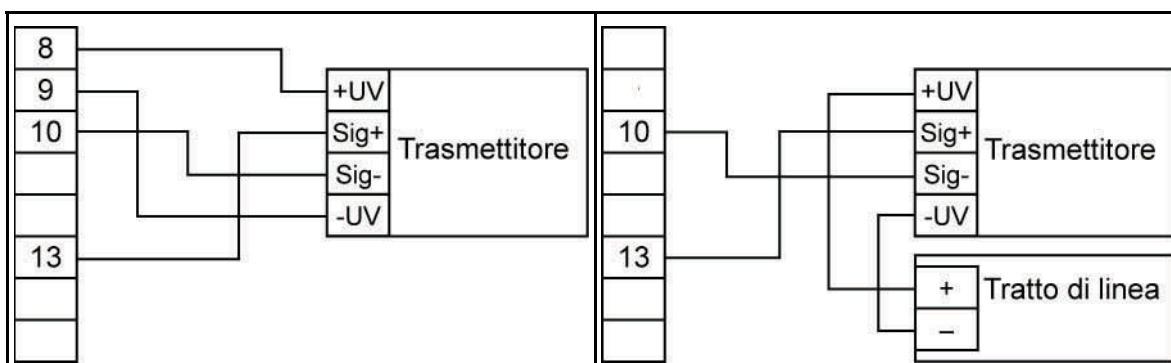 8
9
10
13
+UV
Sig+
Sig-
-UV
Trasmettitore
10
13
+UV
Sig+
Sig-
-UV
Trasmettitore
+
–
Tratto di linea